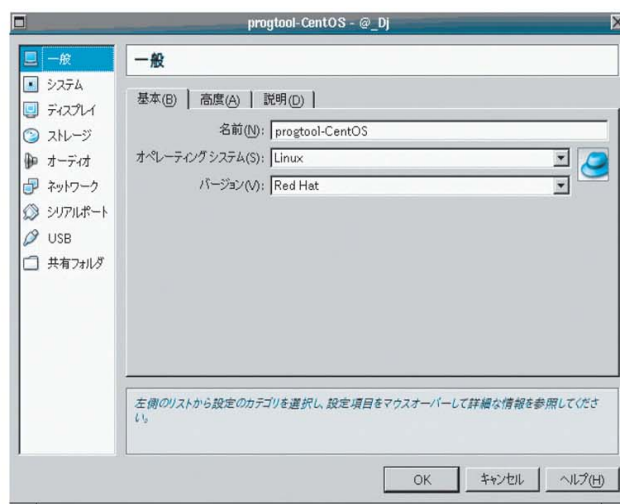 progtool-CentOS - @_Dj
一般
システム
ディスプレイ
ストレージ
オーディオ
ネットワーク
シリアルポート
USB
共有フォルダ
一般
基本(B)
高度(A)
説明(D)
名前(N): progtool-CentOS
オペレーティングシステム(S): Linux
バージョン(V): Red Hat
左側のリストから設定のカテゴリを選択し、設定項目をマウスオーバーして詳細な情報を参照してくださ
い。
OK
キャンセル
ヘルプ(H)